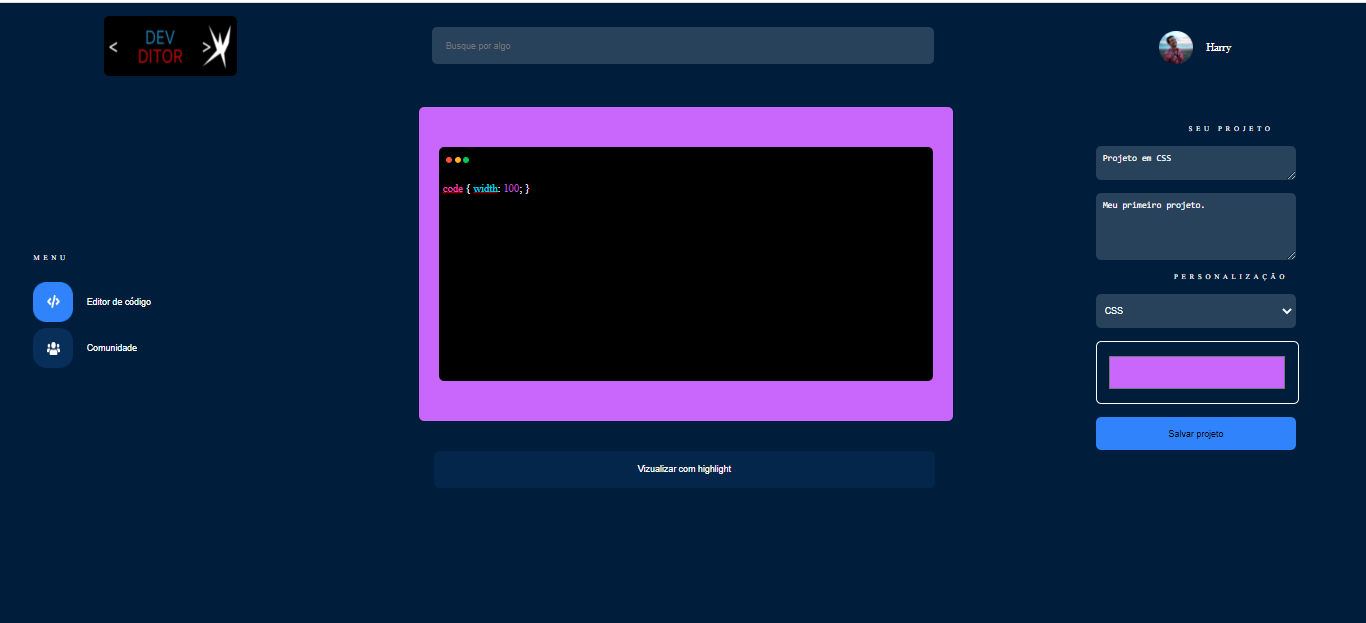 < DEV DITOR >
Busque por algo
Harry
code { width: 100; }
Vizualizar com highlight
MENU
Editor de código
Comunidade
SEU PROJETO
Projeto em CSS
Meu primeiro projeto.
PERSONALIZAÇÃO
CSS
Salvar projeto